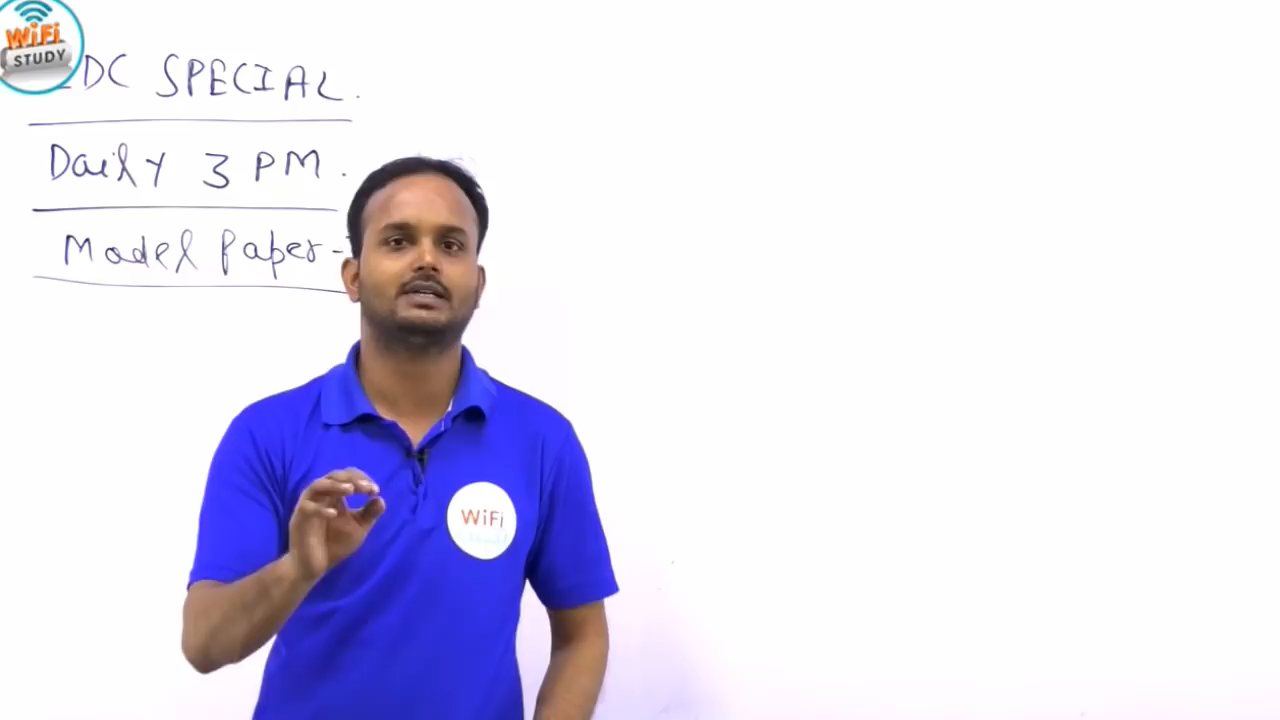 WiFi
STUDY
DC SPECIAL.
Daily 3 PM.
Model Paper-
WiFi